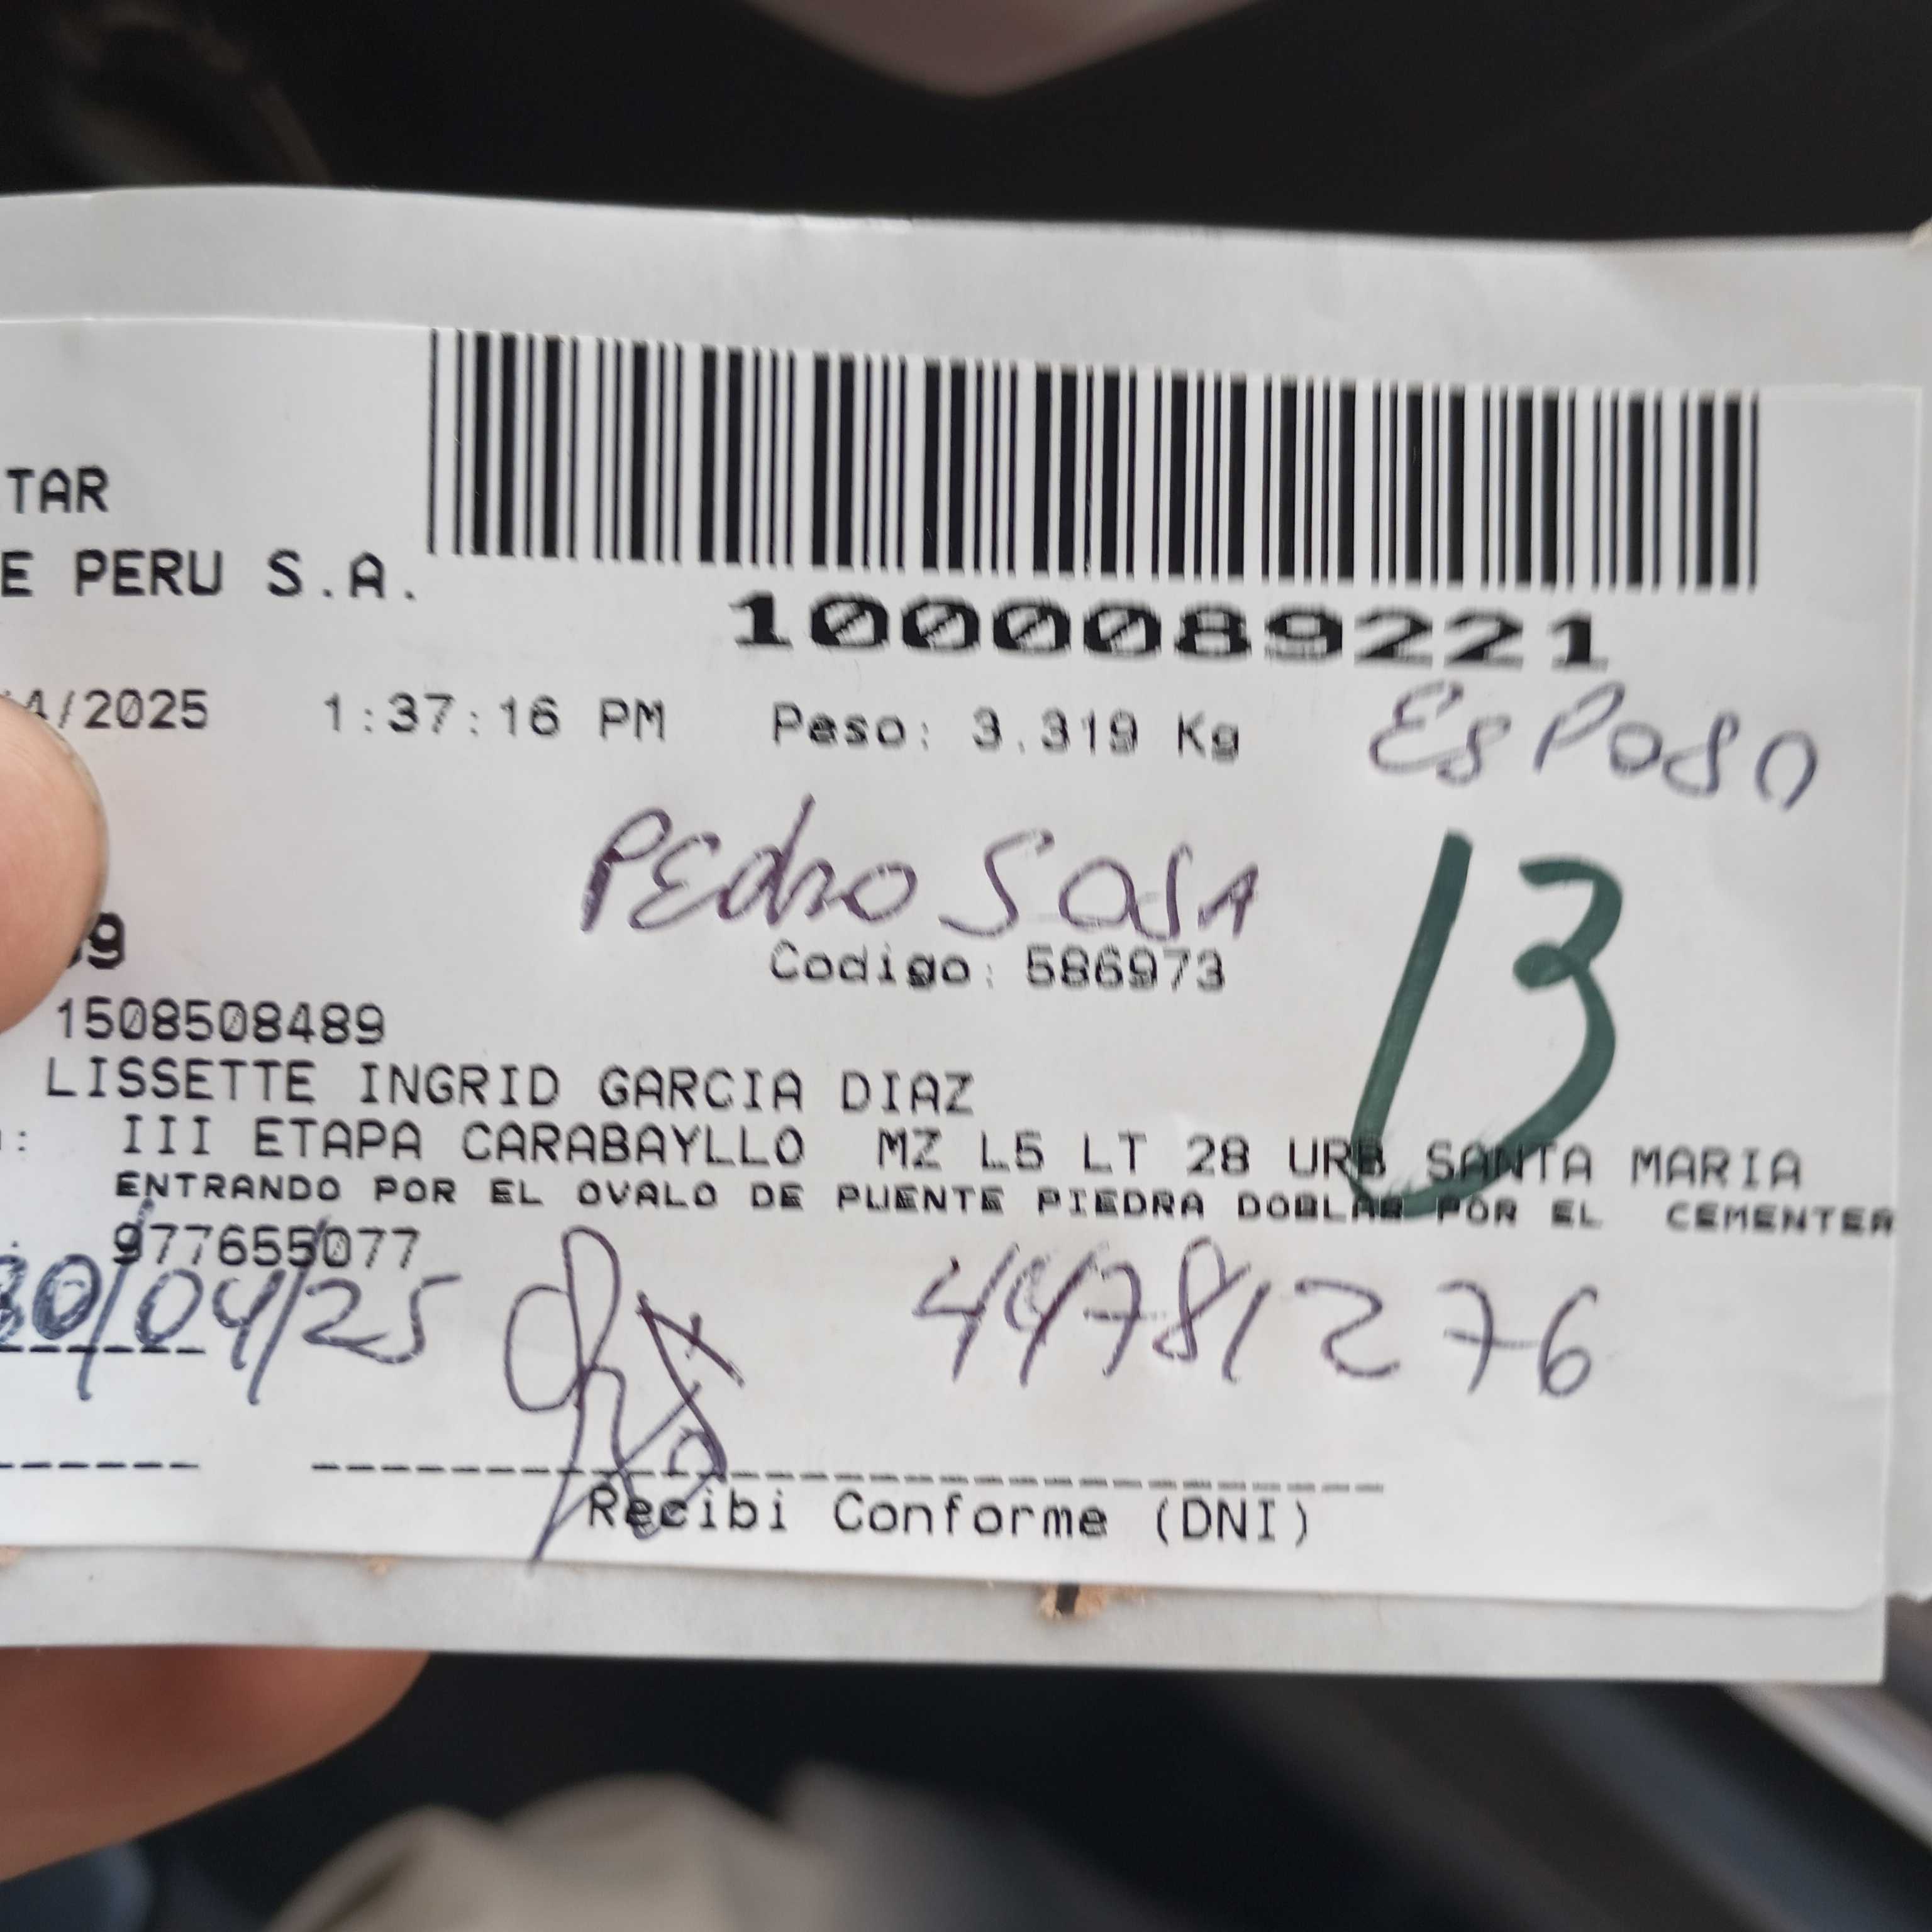 TAR
E PERU S.A.
1000089221
4/2025 1:37:16 PM Peso: 3.319 Kg
ESPOSO
PEdro SOSA
13
9
Codigo: 586973
1508508489
LISSETTE INGRID GARCIA DIAZ
: III ETAPA CARABAYLLO MZ L5 LT 28 URB SANTA MARIA
ENTRANDO POR EL OVALO DE PUENTE PIEDRA DOBLAR POR EL CEMENTER
977655077
30/04/25
44781276
Recibi Conforme (DNI)